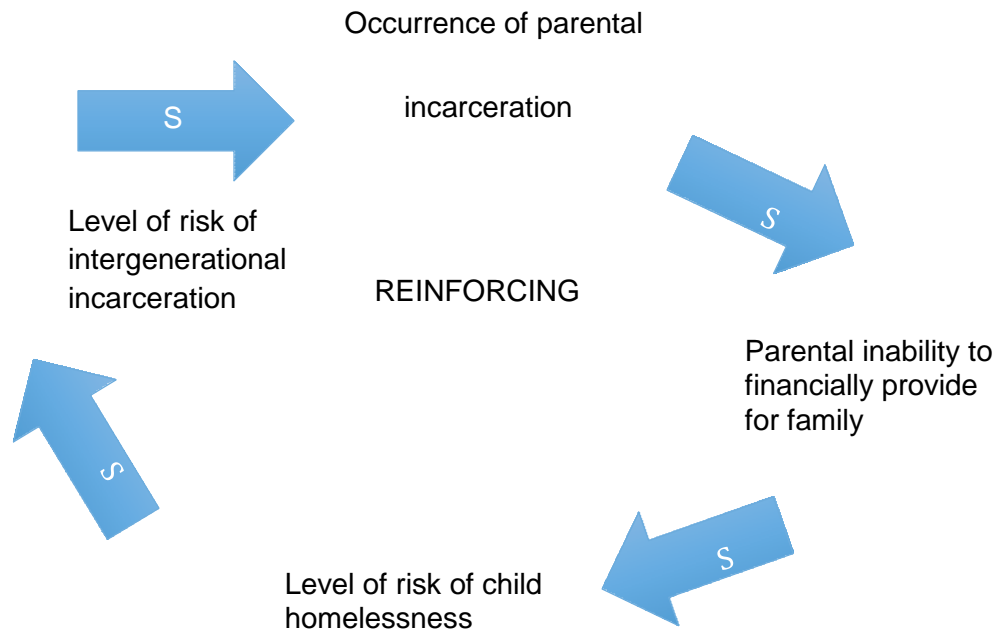 Occurrence of parental
incarceration
S
S
Level of risk of
intergenerational
incarceration
REINFORCING
Parental inability to
financially provide
for family
S
S
Level of risk of child
homelessness